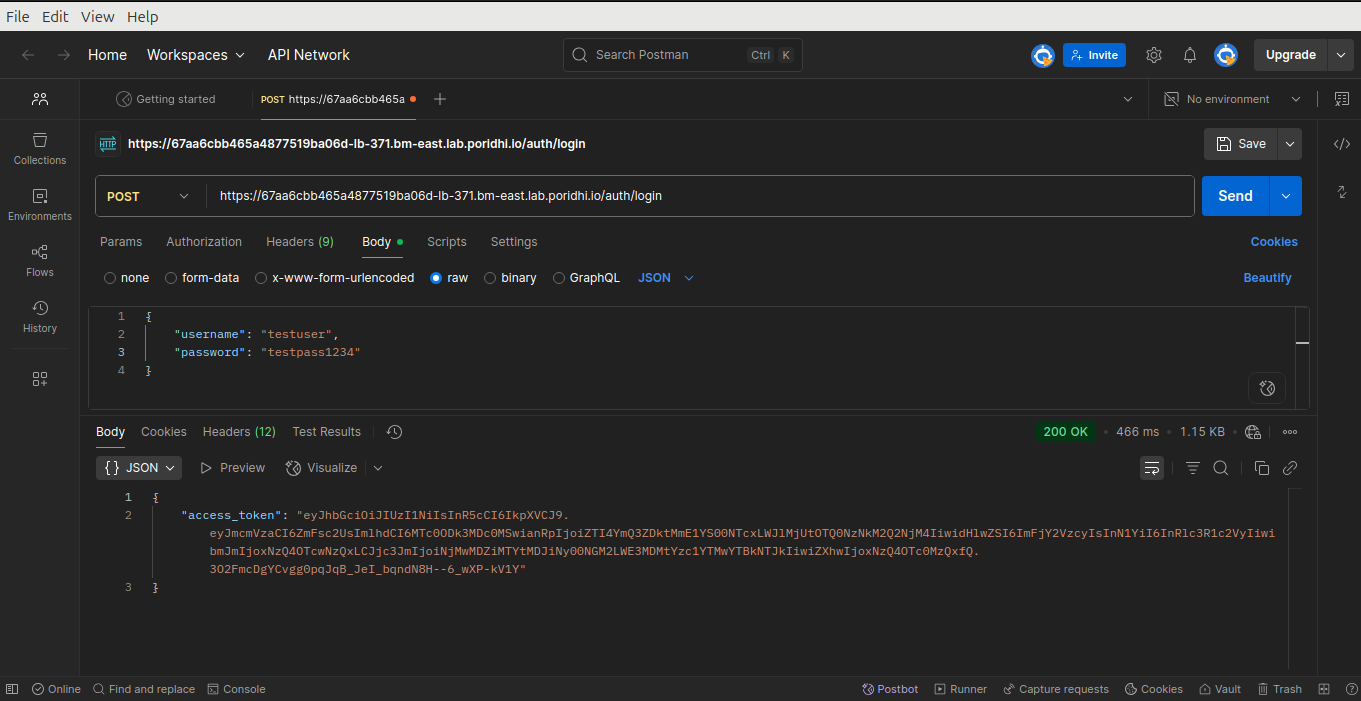 File Edit View Help
Home Workspaces API Network Search Postman Ctrl K Invite Upgrade
Getting started POST https://67aa6cbb465a No environment
HTTP https://67aa6cbb465a4877519ba06d-lb-371.bm-east.lab.poridhi.io/auth/login Save
Collections
POST https://67aa6cbb465a4877519ba06d-lb-371.bm-east.lab.poridhi.io/auth/login Send
Environments
Params Authorization Headers (9) Body Scripts Settings Cookies
Flows
none form-data x-www-form-urlencoded raw binary GraphQL JSON Beautify
History
1 {
2 "username": "testuser",
3 "password": "testpass1234"
4 }
Body Cookies Headers (12) Test Results 200 OK 466 ms 1.15 KB
{} JSON Preview Visualize
1 {
2 "access_token": "eyJhbGciOiJIUzI1NiIsInR5cCI6IkpXVCJ9.
eyJmcmVzaCI6ZmFsc2UsImlhdCI6MTc0ODk3MDc0MSwianRpIjoiZTI4YmQ3ZDktMmE1YS00NTcxLWJlMjUtOTQ0NzNkM2Q2NjM4IiwidHlwZSI6ImFjY2VzcyIsInN1YiI6InRlc3R1c2VyIiwi
bmJmIjoxNzQ4OTcwNzQxLCJjc3JmIjoiNjMwMDZiMTYtMDJiNy00NGM2LWE3MDMtYzc1YTMwYTBkNTJkIiwiZXhwIjoxNzQ4OTc0MzQxfQ.
3O2FmcDgYCvgg0pqJqB_JeI_bqndN8H--6_wXP-kV1Y"
3 }
Online Find and replace Console Postbot Runner Capture requests Cookies Vault Trash